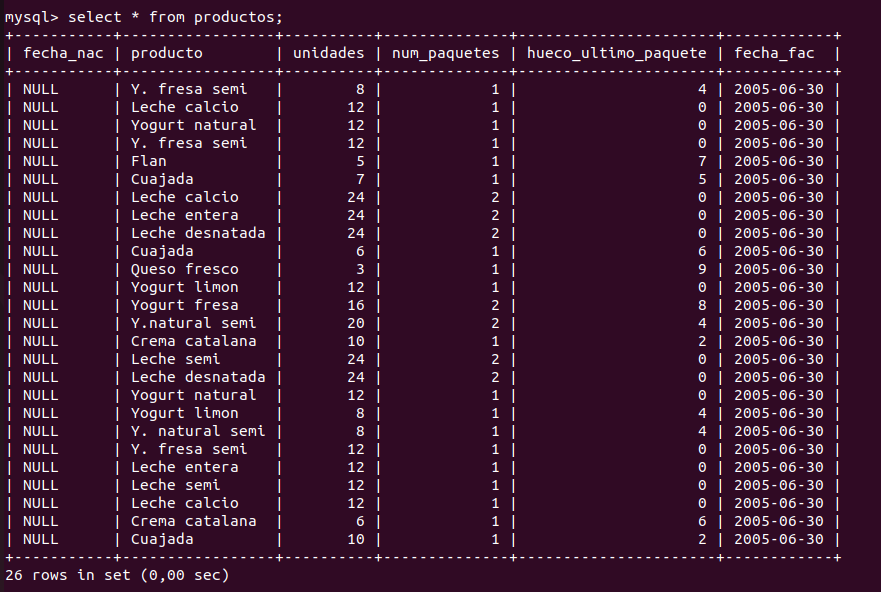 mysql> select * from productos;
+-----------+-----------------+----------+-------------+----------------------+------------+
| fecha_nac | producto        | unidades | num_paquetes | hueco_ultimo_paquete | fecha_fac  |
+-----------+-----------------+----------+-------------+----------------------+------------+
| NULL      | Y. fresa semi   |        8 |            1 |                    4 | 2005-06-30 |
| NULL      | Leche calcio    |       12 |            1 |                    0 | 2005-06-30 |
| NULL      | Yogurt natural  |       12 |            1 |                    0 | 2005-06-30 |
| NULL      | Y. fresa semi   |       12 |            1 |                    0 | 2005-06-30 |
| NULL      | Flan            |        5 |            1 |                    7 | 2005-06-30 |
| NULL      | Cuajada         |        7 |            1 |                    5 | 2005-06-30 |
| NULL      | Leche calcio    |       24 |            2 |                    0 | 2005-06-30 |
| NULL      | Leche entera    |       24 |            2 |                    0 | 2005-06-30 |
| NULL      | Leche desnatada |       24 |            2 |                    0 | 2005-06-30 |
| NULL      | Cuajada         |        6 |            1 |                    6 | 2005-06-30 |
| NULL      | Queso fresco    |        3 |            1 |                    9 | 2005-06-30 |
| NULL      | Yogurt limon    |       12 |            1 |                    0 | 2005-06-30 |
| NULL      | Yogurt fresa    |       16 |            2 |                    8 | 2005-06-30 |
| NULL      | Y.natural semi  |       20 |            2 |                    4 | 2005-06-30 |
| NULL      | Crema catalana  |       10 |            1 |                    2 | 2005-06-30 |
| NULL      | Leche semi      |       24 |            2 |                    0 | 2005-06-30 |
| NULL      | Leche desnatada |       24 |            2 |                    0 | 2005-06-30 |
| NULL      | Yogurt natural  |       12 |            1 |                    0 | 2005-06-30 |
| NULL      | Yogurt limon    |        8 |            1 |                    4 | 2005-06-30 |
| NULL      | Y. natural semi |        8 |            1 |                    4 | 2005-06-30 |
| NULL      | Y. fresa semi   |       12 |            1 |                    0 | 2005-06-30 |
| NULL      | Leche entera    |       12 |            1 |                    0 | 2005-06-30 |
| NULL      | Leche semi      |       12 |            1 |                    0 | 2005-06-30 |
| NULL      | Leche calcio    |       12 |            1 |                    0 | 2005-06-30 |
| NULL      | Crema catalana  |        6 |            1 |                    6 | 2005-06-30 |
| NULL      | Cuajada         |       10 |            1 |                    2 | 2005-06-30 |
+-----------+-----------------+----------+-------------+----------------------+------------+
26 rows in set (0,00 sec)